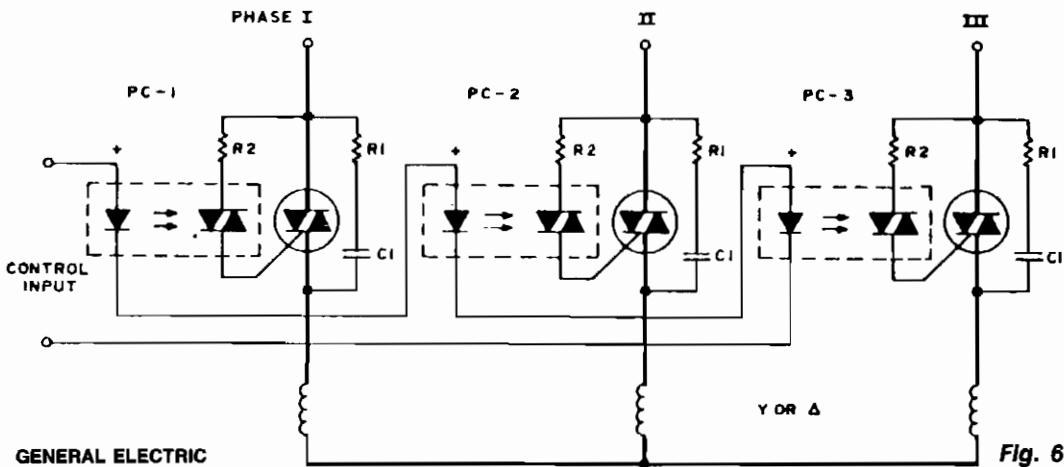 PHASE I
II
III
PC-1
PC-2
PC-3
+
R2
R1
+
R2
R1
+
R2
R1
C1
C1
C1
CONTROL
INPUT
Y OR Δ
GENERAL ELECTRIC
Fig. 8